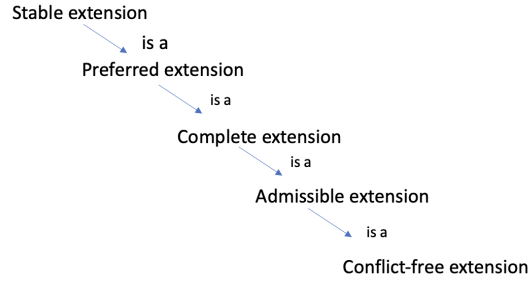 Stable extension
is a
Preferred extension
is a
Complete extension
is a
Admissible extension
is a
Conflict-free extension